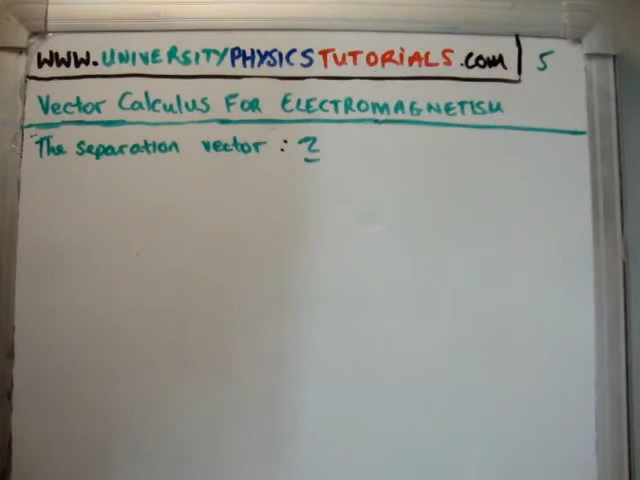 WWW.UNIVERSITYPHYSICSTUTORIALS.COM 5
Vector Calculus FOR ELECTROMAGNETISM
The separation vector :